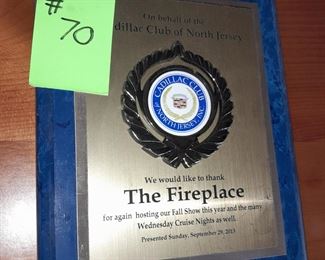 # 70
On behalf of the
Cadillac Club of North Jersey
CADILLAC CLUB
of NORTH JERSEY, INC.
We would like to thank
The Fireplace
for again hosting our Fall Show this year and the many
Wednesday Cruise Nights as well.
Presented Sunday, September 29, 2013